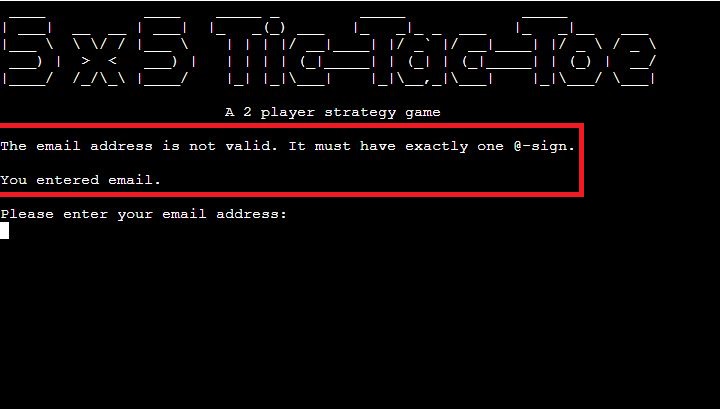 5x5 Tic-Tac-Toe
A 2 player strategy game
The email address is not valid. It must have exactly one @-sign.
You entered email.
Please enter your email address: